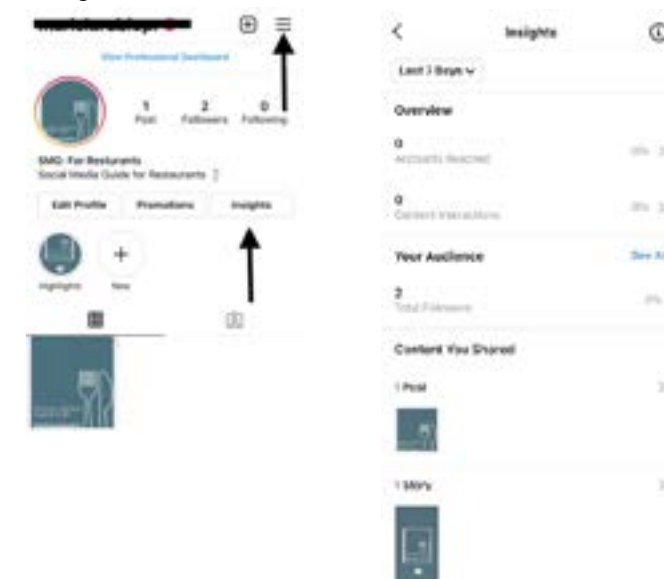 View Professional Dashboard
1 2 0
Post Followers Following
SMG: For Resturants
Social Media Guide for Restaurants
Edit Profile Promotions Insights
Highlights New
Insights
Last 7 Days
Overview
0
Accounts Reached
0
Content Interactions
Your Audience
2
Total Followers
Content You Shared
1 Post
1 Story